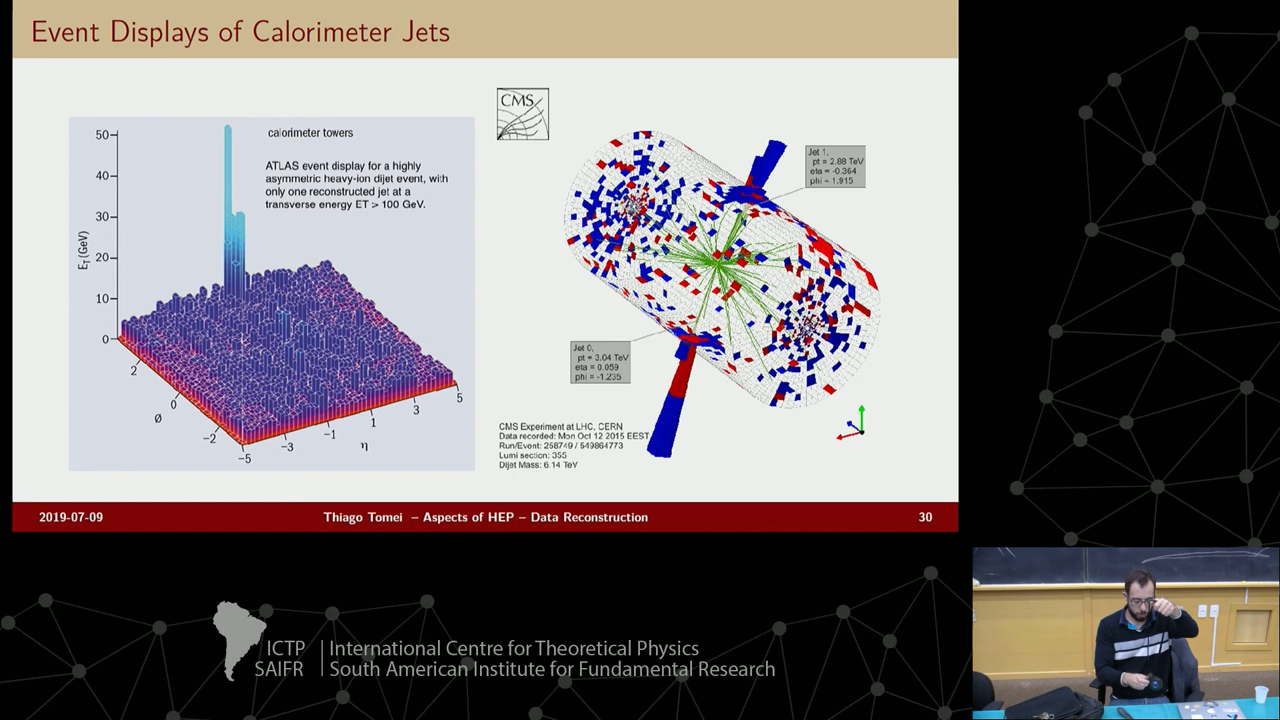 Event Displays of Calorimeter Jets
50
40
30
20
10
0
E_T (GeV)
calorimeter towers
ATLAS event display for a highly
asymmetric heavy-ion dijet event, with
only one reconstructed jet at a
transverse energy ET > 100 GeV.
2
0
−2
Ø
−5
−3
−1
1
3
5
η
CMS
Jet 1,
pt = 2.88 TeV
eta = -0.364
phi = 1.915
Jet 0,
pt = 3.04 TeV
eta = 0.059
phi = -1.235
CMS Experiment at LHC, CERN
Data recorded: Mon Oct 12 2015 EEST
Run/Event: 258749 / 549864773
Lumi section: 355
Dijet Mass: 6.14 TeV
2019-07-09 Thiago Tomei – Aspects of HEP – Data Reconstruction 30
ICTP
SAIFR
International Centre for Theoretical Physics
South American Institute for Fundamental Research